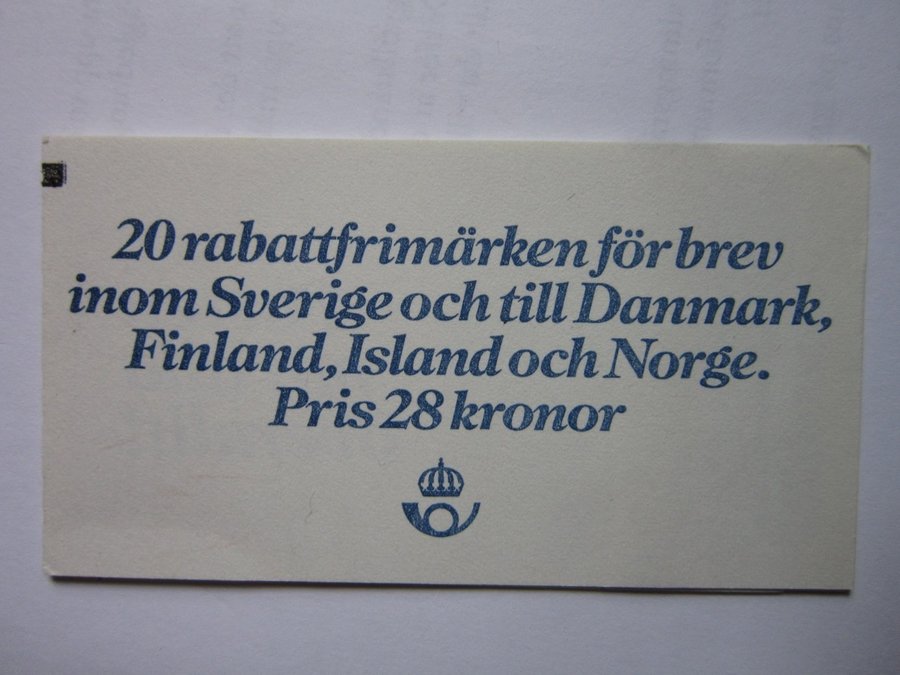 20 rabattfrimärken för brev
inom Sverige och till Danmark,
Finland, Island och Norge.
Pris 28 kronor